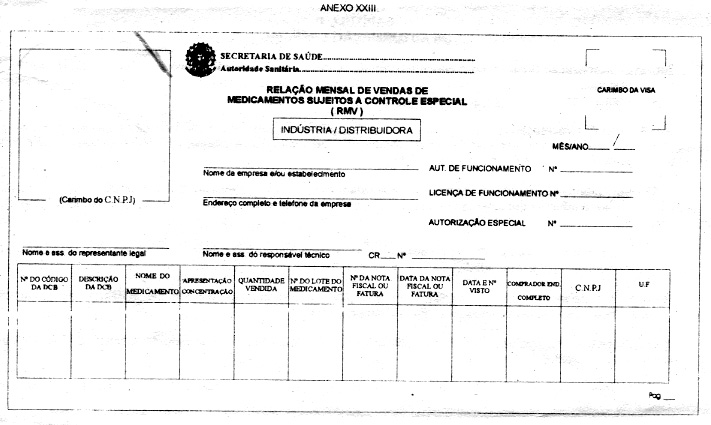 ANEXO XXIII
SECRETARIA DE SAÚDE
Autoridade Sanitária
RELAÇÃO MENSAL DE VENDAS DE
MEDICAMENTOS SUJEITOS A CONTROLE ESPECIAL
( RMV )
INDÚSTRIA / DISTRIBUIDORA
CARIMBO DA VISA
MÊS/ANO____/
(Carimbo do C.N.P.J)
Nome da empresa e/ou estabelecimento
AUT. DE FUNCIONAMENTO Nº
Endereço completo e telefone da empresa
LICENÇA DE FUNCIONAMENTO Nº
AUTORIZAÇÃO ESPECIAL Nº
Nome e ass. do representante legal
Nome e ass. do responsável técnico CR___ Nº
Nº DO CÓDIGO DA DCB
DESCRIÇÃO DA DCB
NOME DO MEDICAMENTO
APRESENTAÇÃO CONCENTRAÇÃO
QUANTIDADE VENDIDA
Nº DO LOTE DO MEDICAMENTO
Nº DA NOTA FISCAL OU FATURA
DATA DA NOTA FISCAL OU FATURA
DATA E Nº VISTO
COMPRADOR END. COMPLETO
C.N.P.J
U.F
Pag ___